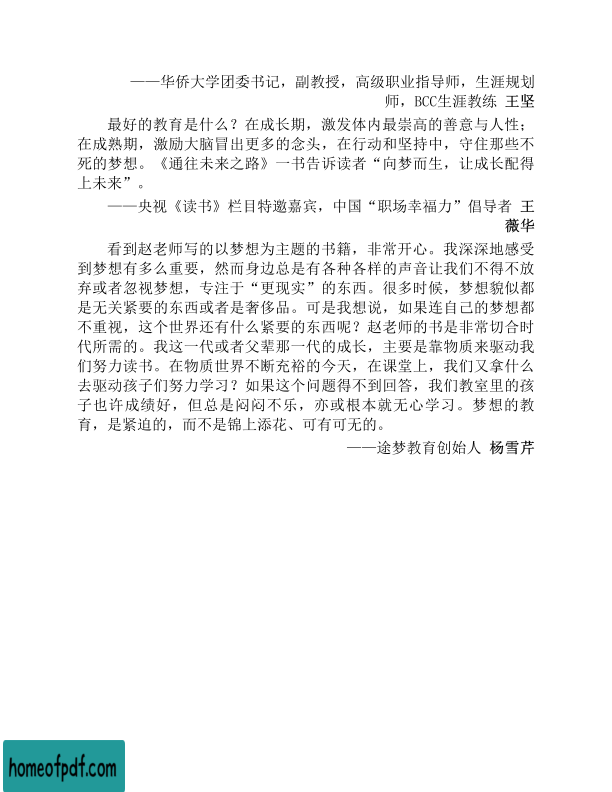 ——华侨大学团委书记，副教授，高级职业指导师，生涯规划
师，BCC生涯教练 王坚
最好的教育是什么？在成长期，激发体内最崇高的善意与人性；
在成熟期，激励大脑冒出更多的念头，在行动和坚持中，守住那些不
死的梦想。《通往未来之路》一书告诉读者“向梦而生，让成长配得
上未来”。
——央视《读书》栏目特邀嘉宾，中国“职场幸福力”倡导者 王
薇华
看到赵老师写的以梦想为主题的书籍，非常开心。我深深地感受
到梦想有多么重要，然而身边总是有各种各样的声音让我们不得不放
弃或者忽视梦想，专注于“更现实”的东西。很多时候，梦想貌似都
是无关紧要的东西或者是奢侈品。可是我想说，如果连自己的梦想都
不重视，这个世界还有什么紧要的东西呢？赵老师的书是非常切合时
代所需的。我这一代或者父辈那一代的成长，主要是靠物质来驱动我
们努力读书。在物质世界不断充裕的今天，在课堂上，我们又拿什么
去驱动孩子们努力学习？如果这个问题得不到回答，我们教室里的孩
子也许成绩好，但总是闷闷不乐，亦或根本就无心学习。梦想的教
育，是紧迫的，而不是锦上添花、可有可无的。
——途梦教育创始人 杨雪芹
homeofpdf.com